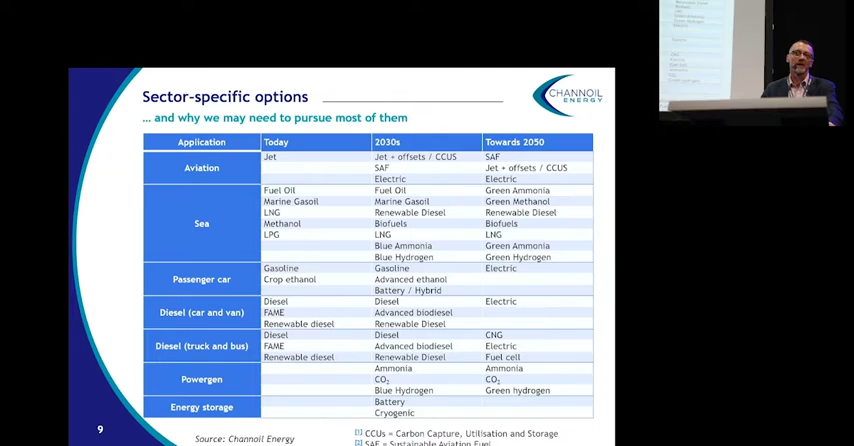 Sector-specific options
CHANNOIL
ENERGY
… and why we may need to pursue most of them
Application Today 2030s Towards 2050
Aviation
Jet Jet + offsets / CCUS SAF
SAF Jet + offsets / CCUS
Electric Electric
Sea
Fuel Oil Fuel Oil Green Ammonia
Marine Gasoil Marine Gasoil Green Methanol
LNG Renewable Diesel Renewable Diesel
Methanol Biofuels Biofuels
LPG LNG LNG
Blue Ammonia Green Ammonia
Blue Hydrogen Green Hydrogen
Passenger car
Gasoline Gasoline Electric
Crop ethanol Advanced ethanol
Battery / Hybrid
Diesel (car and van)
Diesel Diesel Electric
FAME Advanced biodiesel
Renewable diesel Renewable Diesel
Diesel (truck and bus)
Diesel Diesel CNG
FAME Advanced biodiesel Electric
Renewable diesel Renewable Diesel Fuel cell
Powergen
Ammonia Ammonia
CO₂ CO₂
Blue Hydrogen Green hydrogen
Energy storage
Battery
Cryogenic
9
Source: Channoil Energy
[1] CCUs = Carbon Capture, Utilisation and Storage
[2] SAF = Sustainable Aviation Fuel